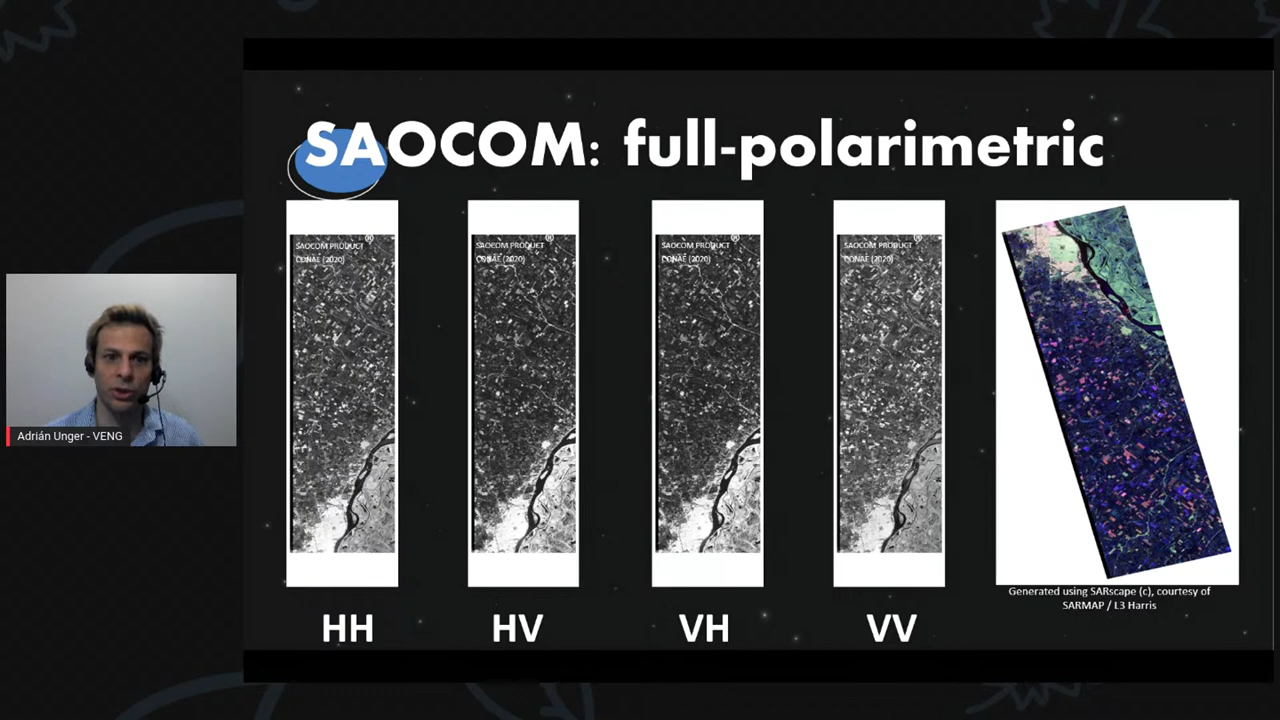 SAOCOM: full-polarimetric
SAOCOM PRODUCT ®
CONAE (2020)
SAOCOM PRODUCT ®
CONAE (2020)
SAOCOM PRODUCT ®
CONAE (2020)
SAOCOM PRODUCT ®
CONAE (2020)
Adrián Unger - VENG
Generated using SARscape (c), courtesy of
SARMAP / L3 Harris
HH
HV
VH
VV